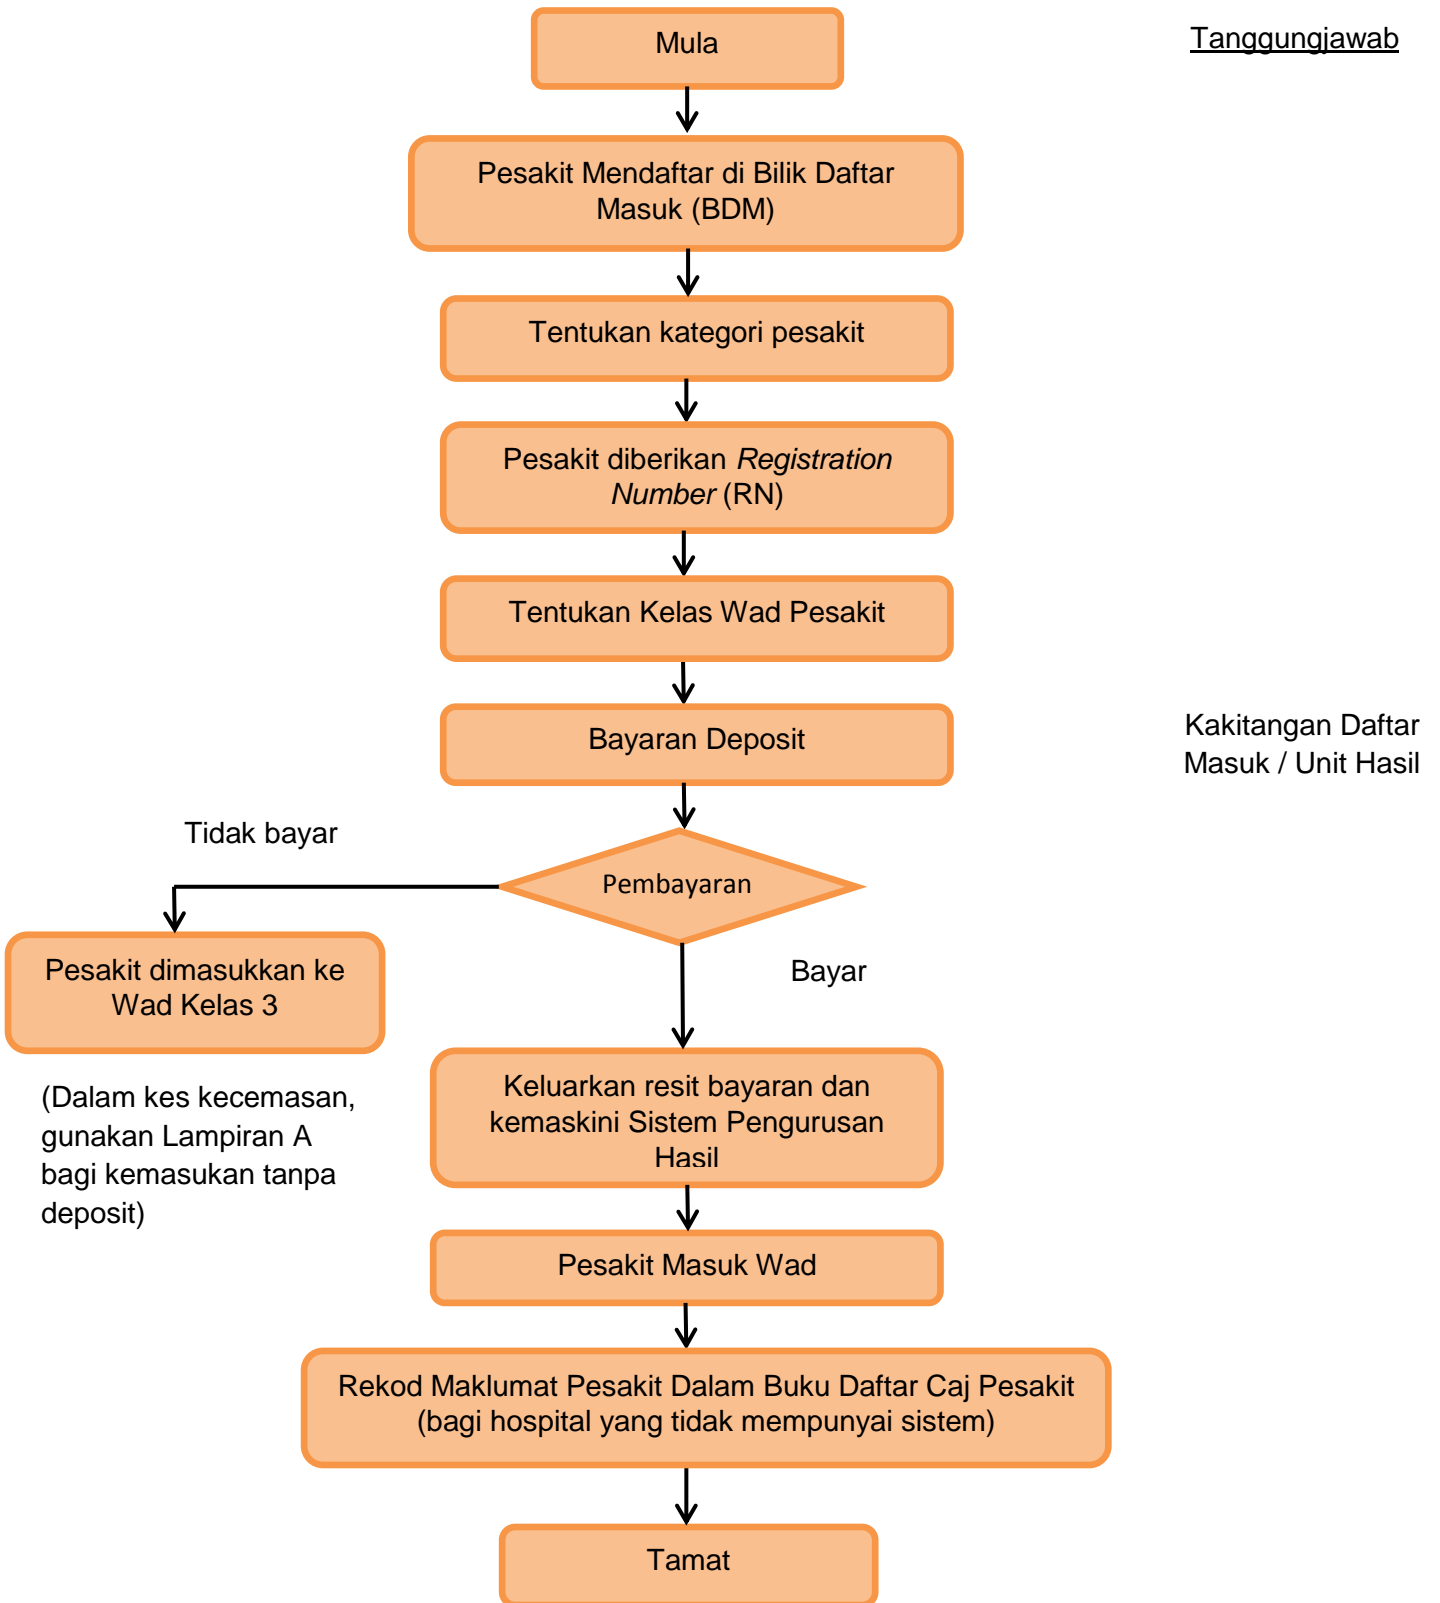 Mula
Tanggungjawab
Pesakit Mendaftar di Bilik Daftar
Masuk (BDM)
Tentukan kategori pesakit
Pesakit diberikan Registration
Number (RN)
Tentukan Kelas Wad Pesakit
Bayaran Deposit
Kakitangan Daftar
Masuk / Unit Hasil
Tidak bayar
Pembayaran
Pesakit dimasukkan ke
Wad Kelas 3
Bayar
(Dalam kes kecemasan,
gunakan Lampiran A
bagi kemasukan tanpa
deposit)
Keluarkan resit bayaran dan
kemaskini Sistem Pengurusan
Hasil
Pesakit Masuk Wad
Rekod Maklumat Pesakit Dalam Buku Daftar Caj Pesakit
(bagi hospital yang tidak mempunyai sistem)
Tamat